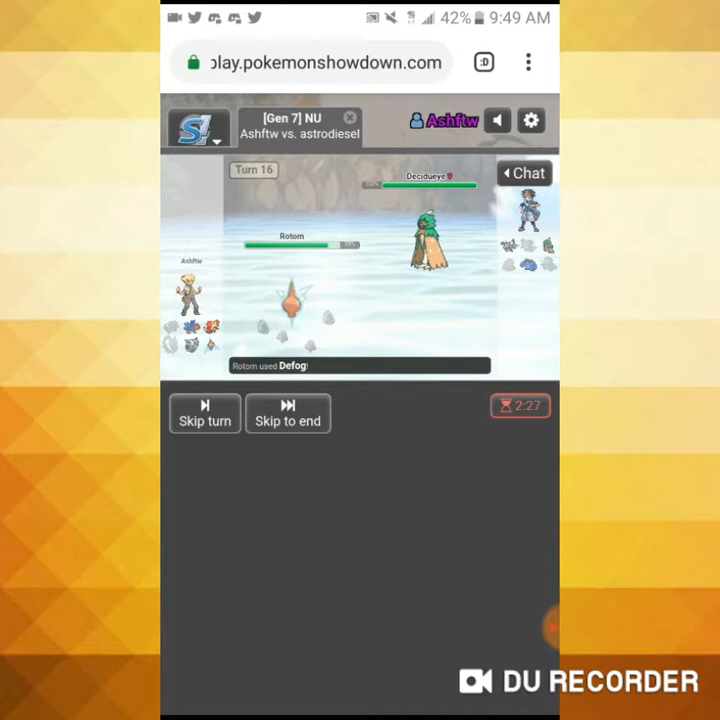 42% 9:49 AM
play.pokemonshowdown.com
:D
[Gen 7] NU
Ashftw vs. astrodiesel
Ashftw
Turn 16
Decidueye
Chat
Rotom
Ashftw
Rotom used Defog!
Skip turn
Skip to end
2:27
DU RECORDER